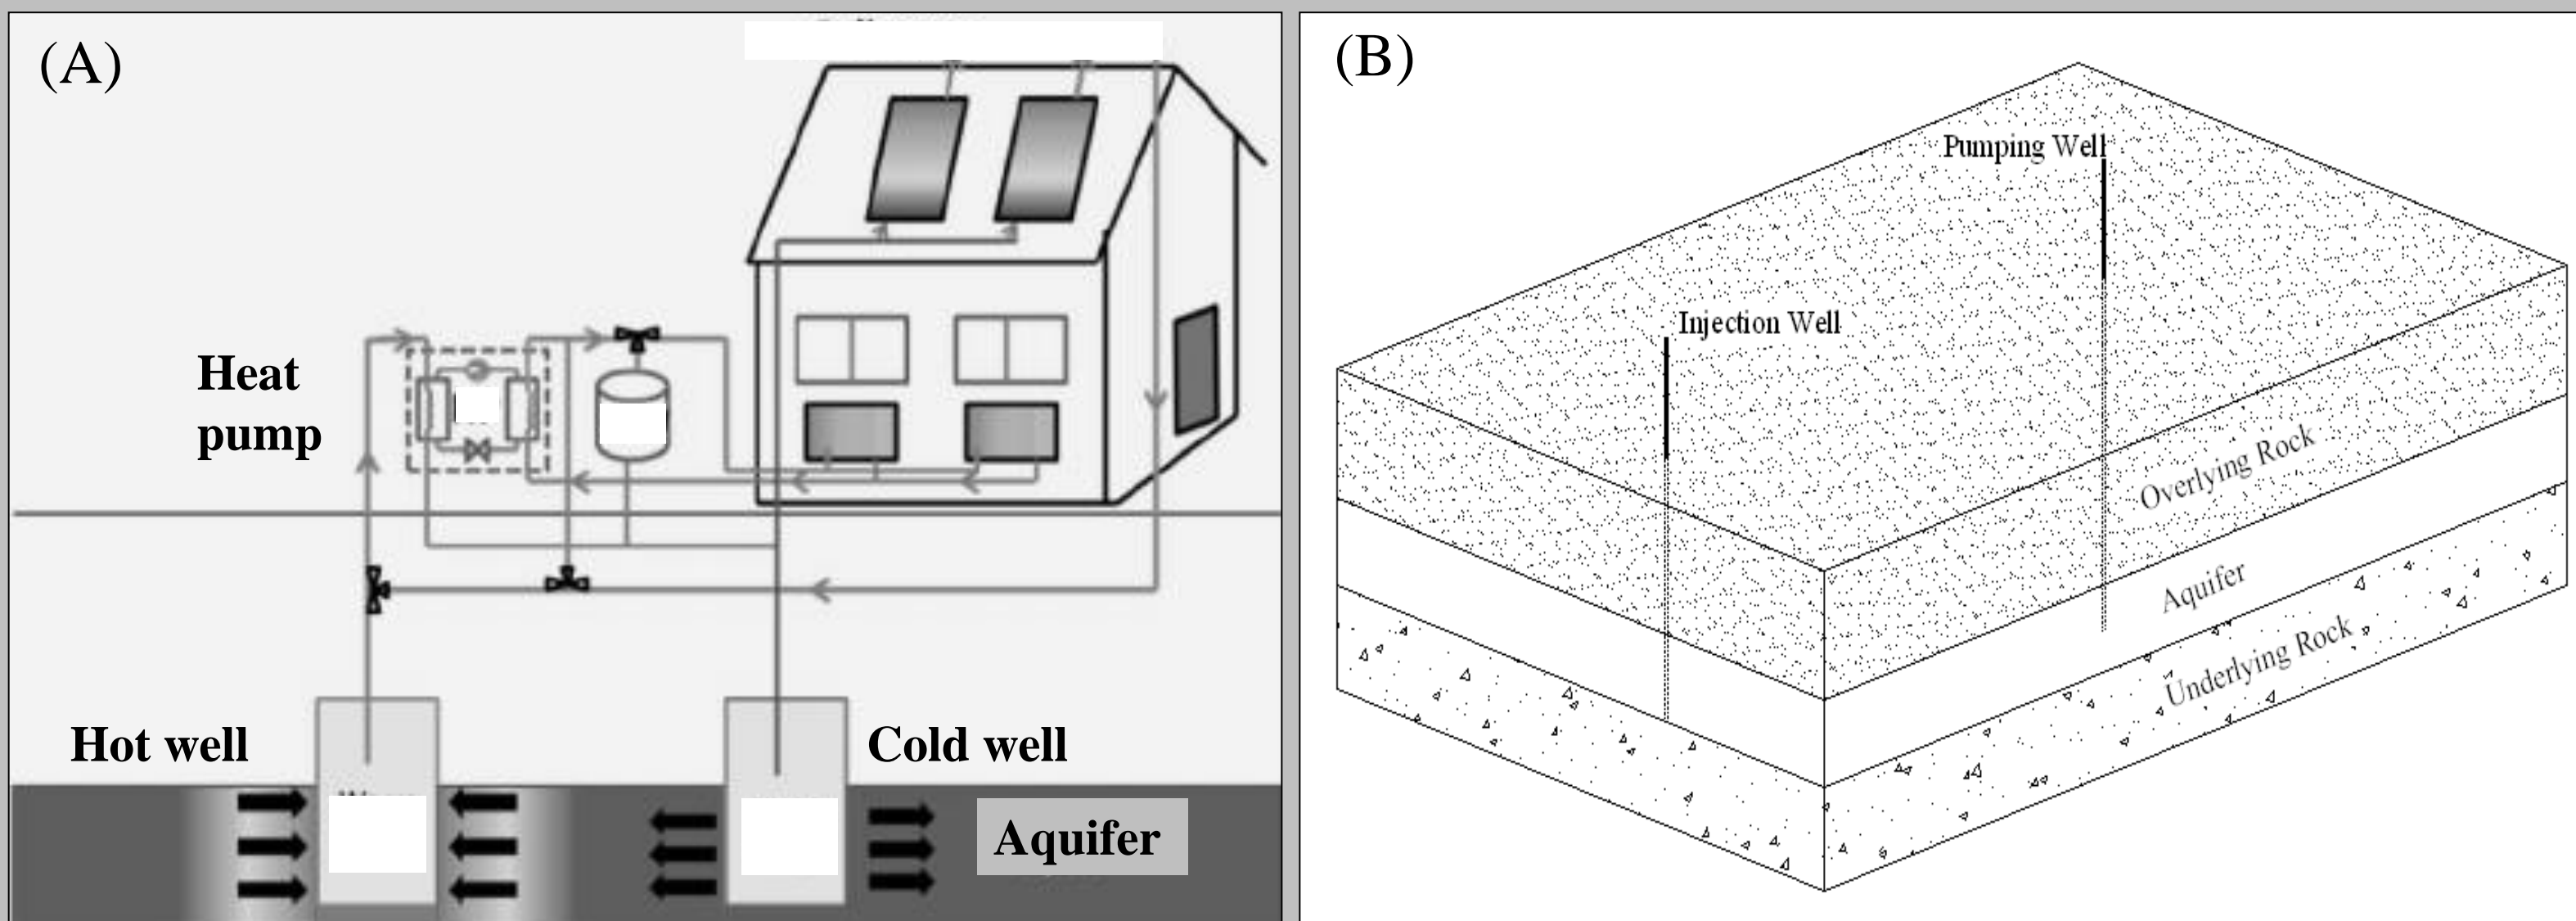 (A)
Heat
pump
Hot well
Cold well
Aquifer
(B)
Pumping Well
Injection Well
Overlying Rock
Aquifer
Underlying Rock